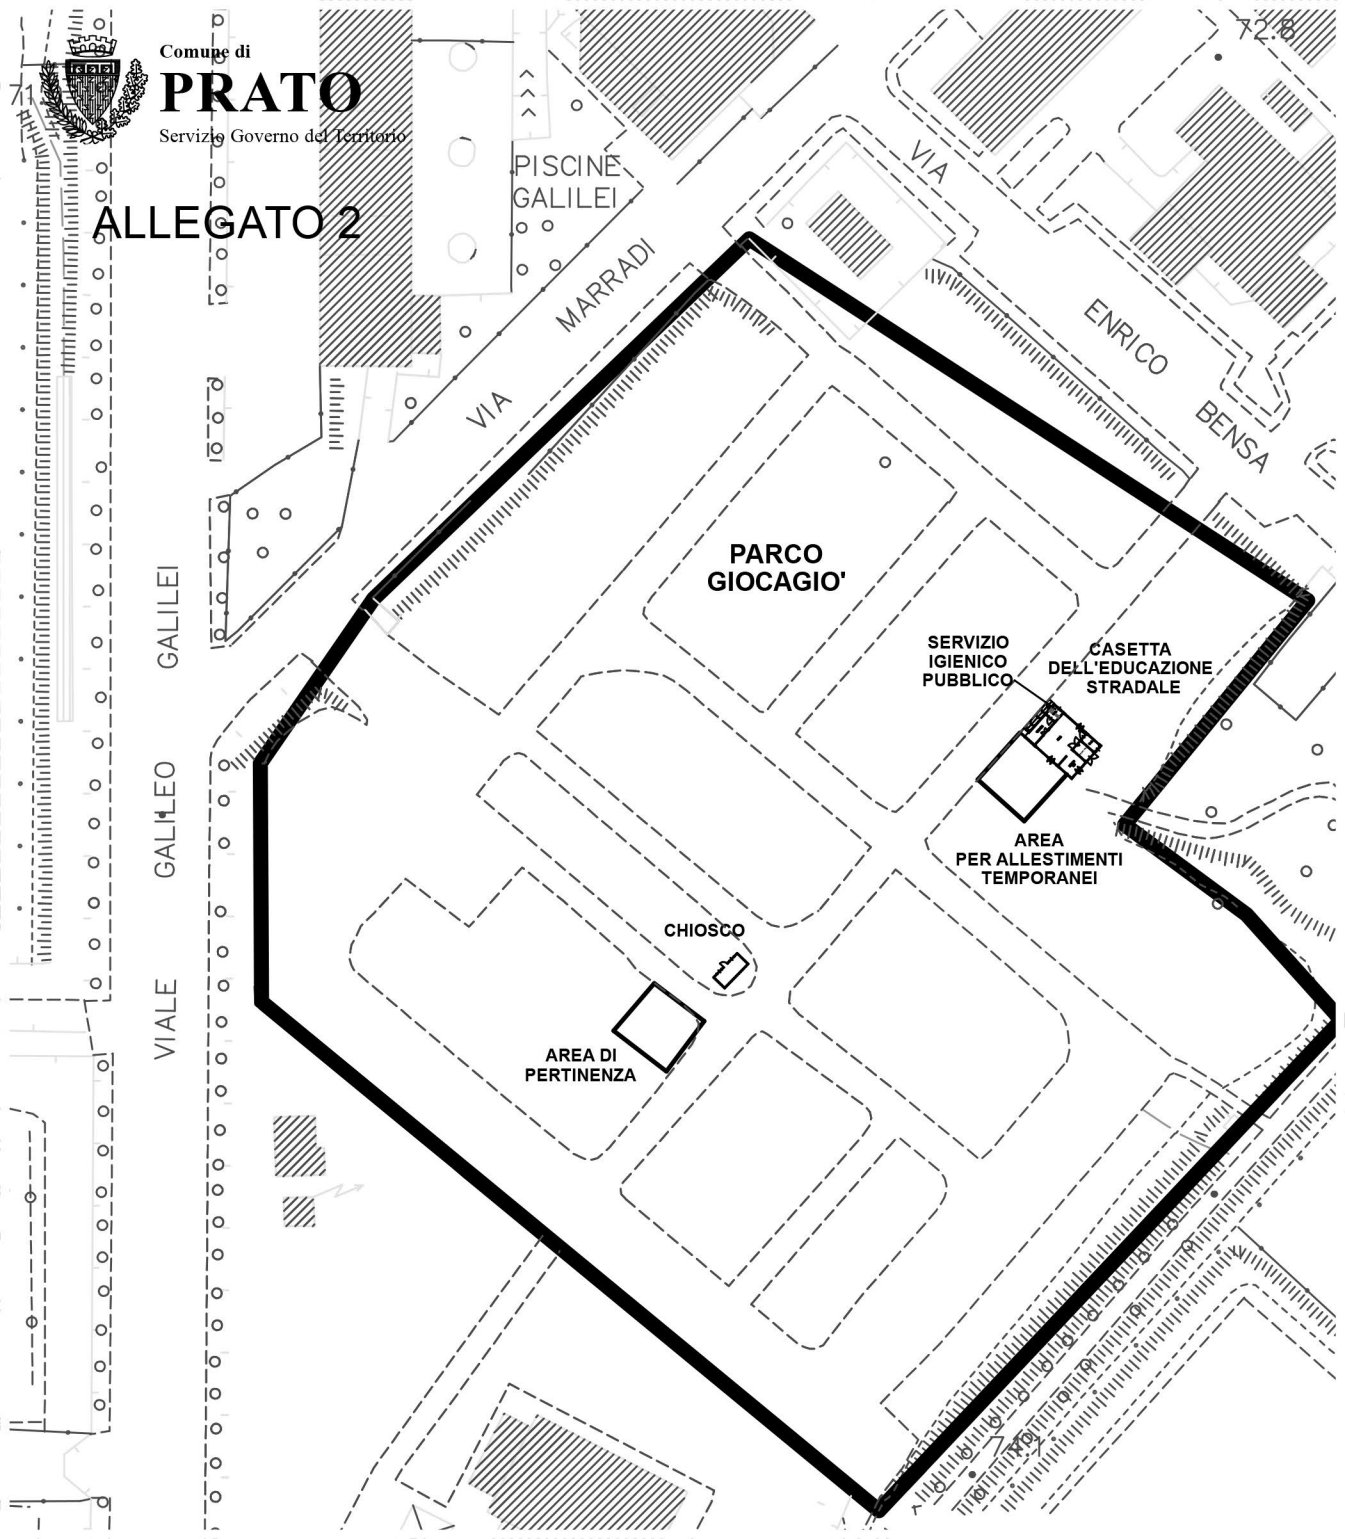 72.8
71.
Comune di
PRATO
Servizio Governo del Territorio
ALLEGATO 2
PISCINE
GALILEI
VIA MARRADI
VIA ENRICO BENSA
PARCO
GIOCAGIO'
SERVIZIO
IGIENICO
PUBBLICO
CASETTA
DELL'EDUCAZIONE
STRADALE
AREA
PER ALLESTIMENTI
TEMPORANEI
CHIOSCO
AREA DI
PERTINENZA
VIALE GALILEO GALILEI